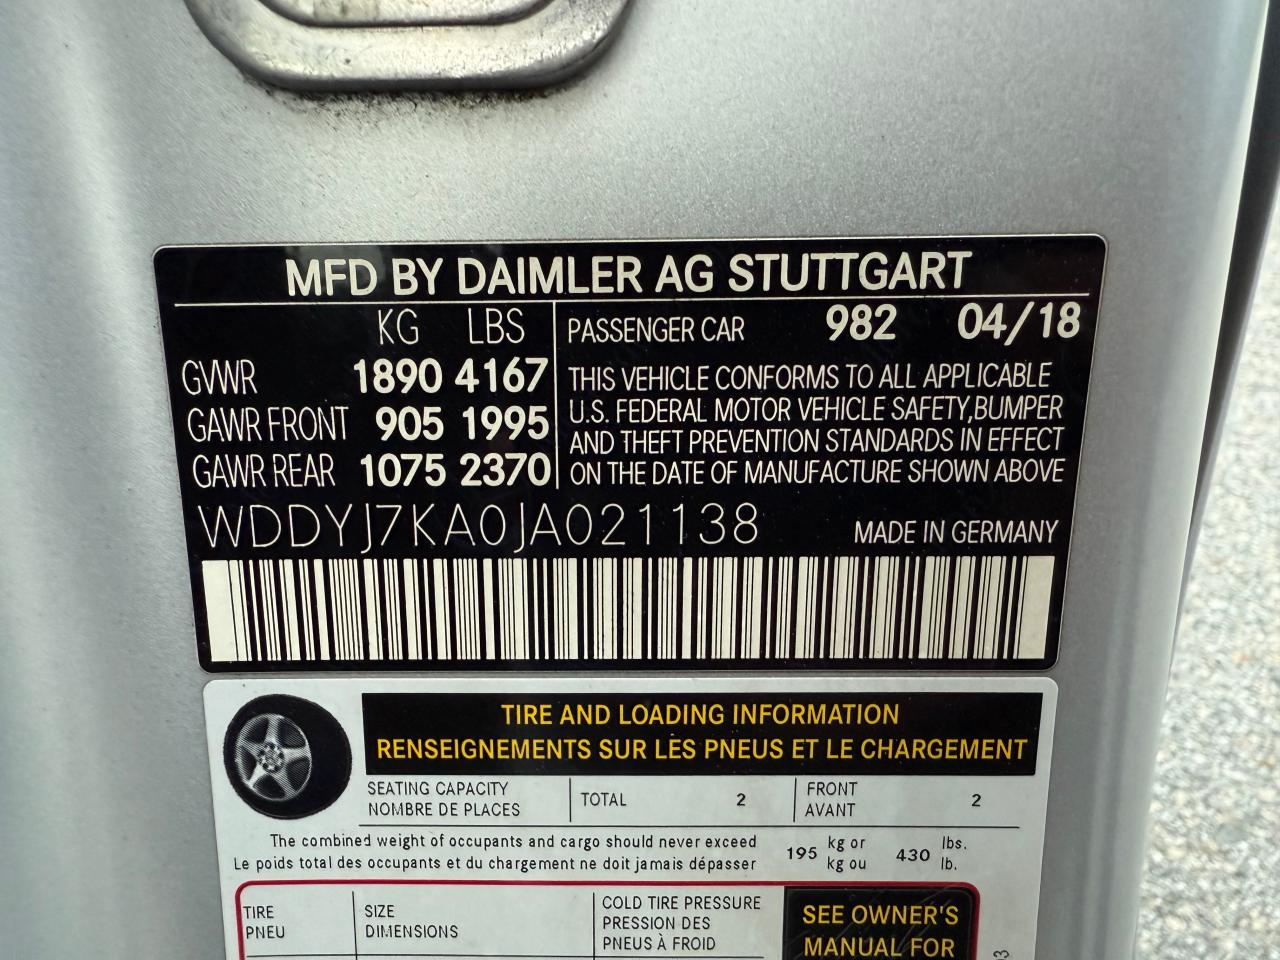 MFD BY DAIMLER AG STUTTGART
KG LBS
PASSENGER CAR 982 04/18
GVWR 1890 4167
GAWR FRONT 905 1995
GAWR REAR 1075 2370
THIS VEHICLE CONFORMS TO ALL APPLICABLE
U.S. FEDERAL MOTOR VEHICLE SAFETY,BUMPER
AND THEFT PREVENTION STANDARDS IN EFFECT
ON THE DATE OF MANUFACTURE SHOWN ABOVE
WDDYJ7KA0JA021138 MADE IN GERMANY
TIRE AND LOADING INFORMATION
RENSEIGNEMENTS SUR LES PNEUS ET LE CHARGEMENT
SEATING CAPACITY
NOMBRE DE PLACES
TOTAL 2
FRONT
AVANT
2
The combined weight of occupants and cargo should never exceed
Le poids total des occupants et du chargement ne doit jamais dépasser
195 kg or
kg ou
430 lbs.
lb.
TIRE
PNEU
SIZE
DIMENSIONS
COLD TIRE PRESSURE
PRESSION DES
PNEUS À FROID
SEE OWNER'S
MANUAL FOR